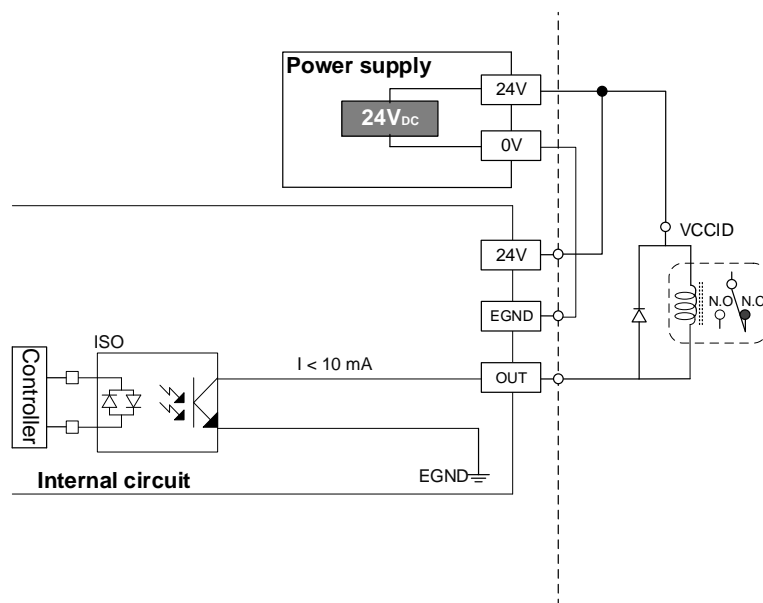 Power supply
24V
24VDC
0V
VCCID
24V
N.O N.C
EGND
ISO
Controller
I < 10 mA
OUT
EGND
Internal circuit